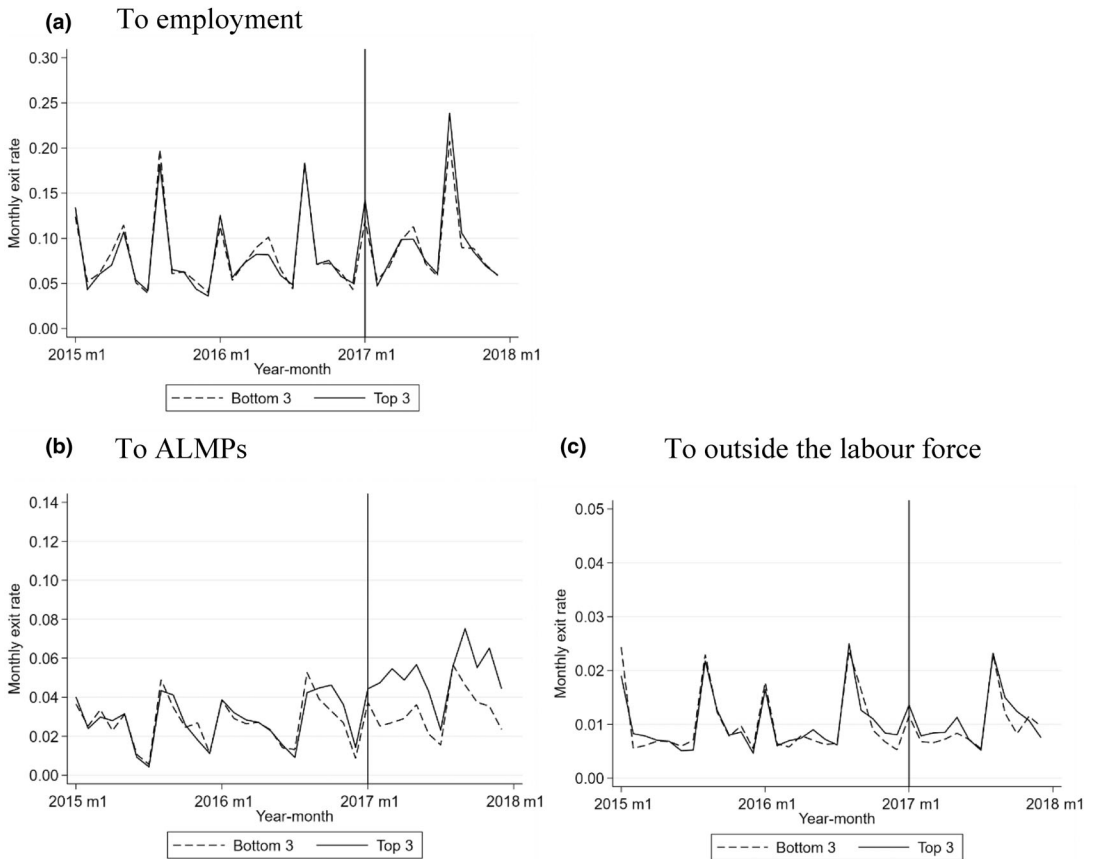 (a) To employment
0.30
0.25
0.20
0.15
0.10
0.05
0.00
Monthly exit rate
2015 m1 2016 m1 2017 m1 2018 m1
Year-month
Bottom 3 Top 3
(b) To ALMPs
0.14
0.12
0.10
0.08
0.06
0.04
0.02
0.00
Monthly exit rate
2015 m1 2016 m1 2017 m1 2018 m1
Year-month
Bottom 3 Top 3
(c) To outside the labour force
0.05
0.04
0.03
0.02
0.01
0.00
Monthly exit rate
2015 m1 2016 m1 2017 m1 2018 m1
Year-month
Bottom 3 Top 3